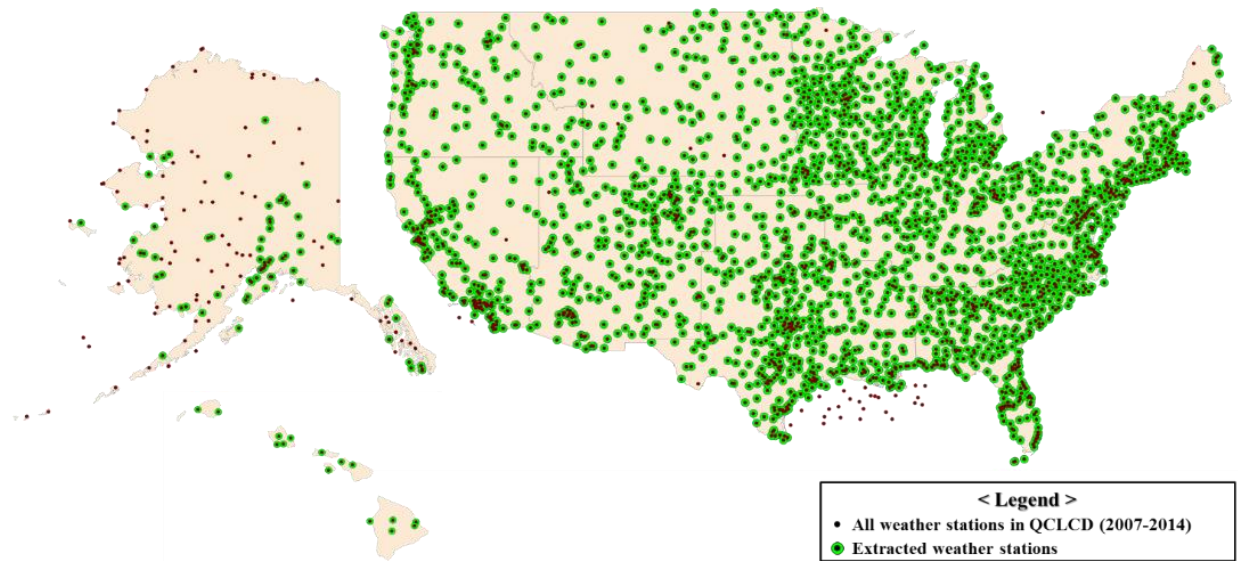 < Legend >
All weather stations in QCLCD (2007-2014)
Extracted weather stations